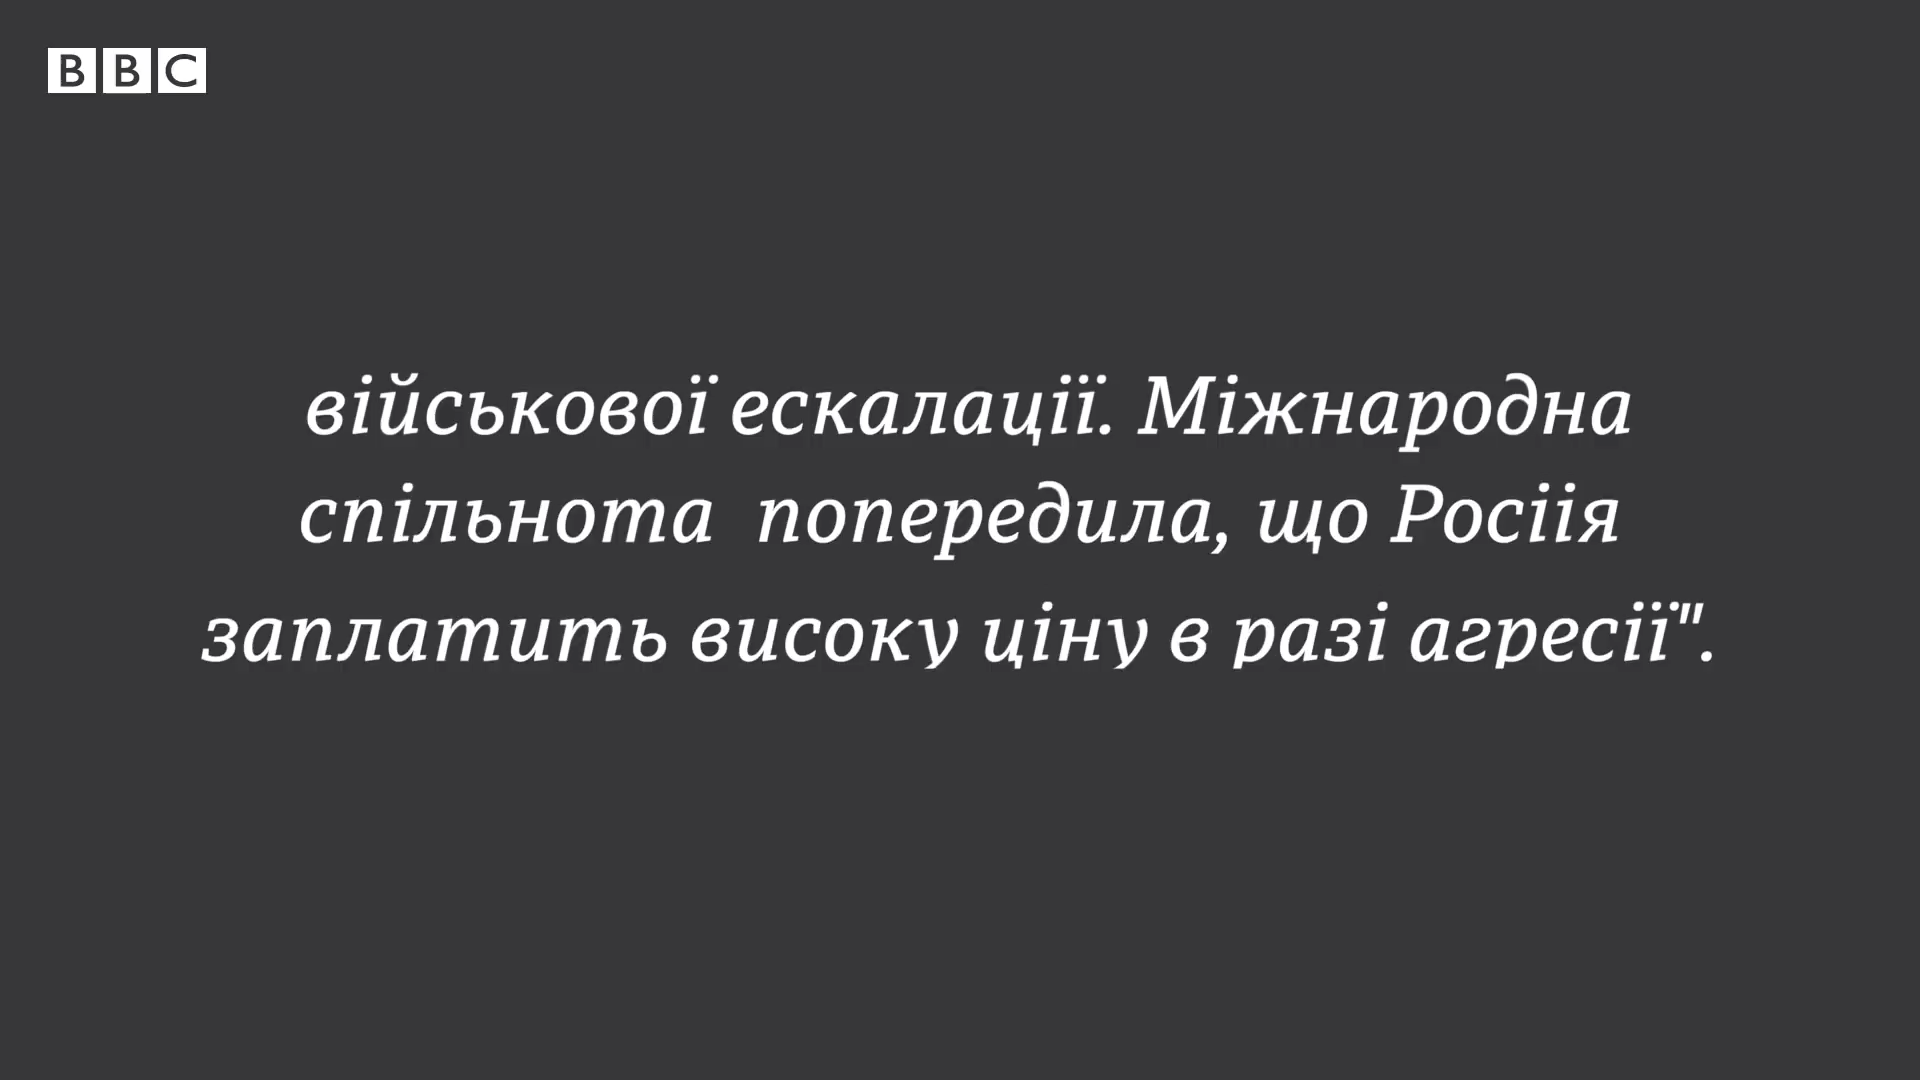 BBC
військової ескалації. Міжнародна
спільнота  попередила, що Росіія
заплатить високу ціну в разі агресії".